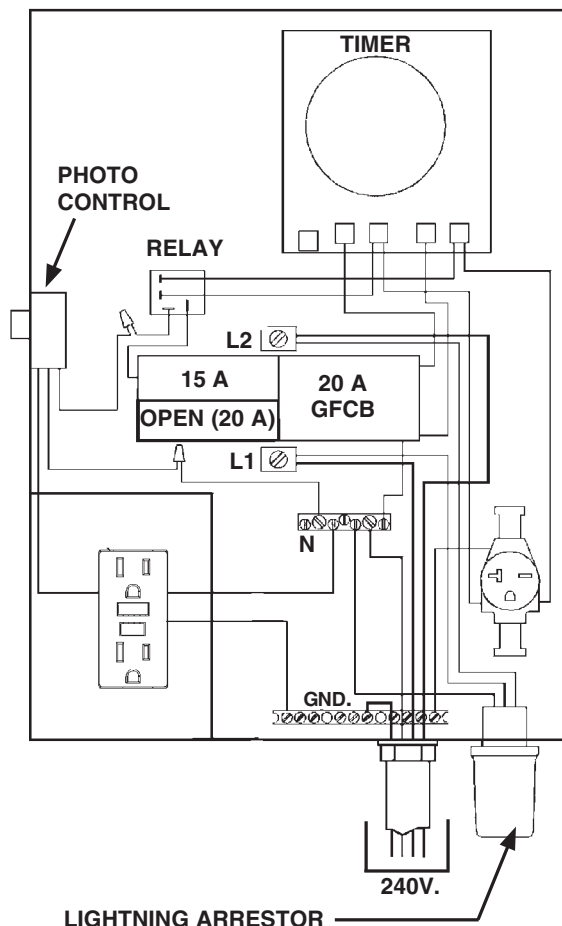 TIMER
PHOTO
CONTROL
RELAY
L2
15 A
20 A
GFCB
OPEN (20 A)
L1
N
GND.
240V.
LIGHTNING ARRESTOR